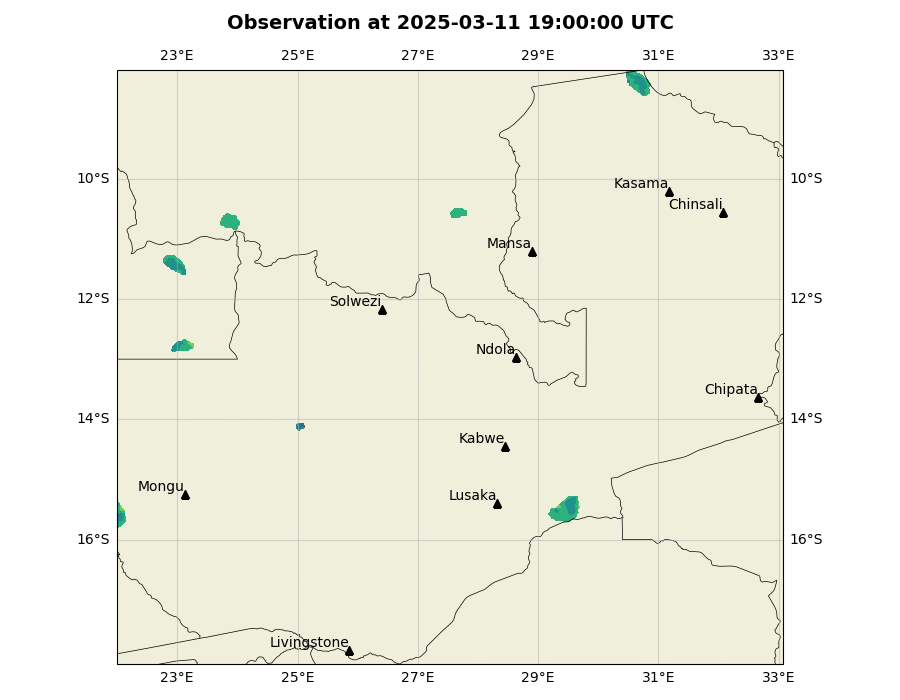 Observation at 2025-03-11 19:00:00 UTC
23°E 25°E 27°E 29°E 31°E 33°E
10°S 10°S
Kasama
Chinsali
Mansa
12°S 12°S
Solwezi
Ndola
Chipata
14°S 14°S
Kabwe
Mongu
Lusaka
16°S 16°S
Livingstone
23°E 25°E 27°E 29°E 31°E 33°E